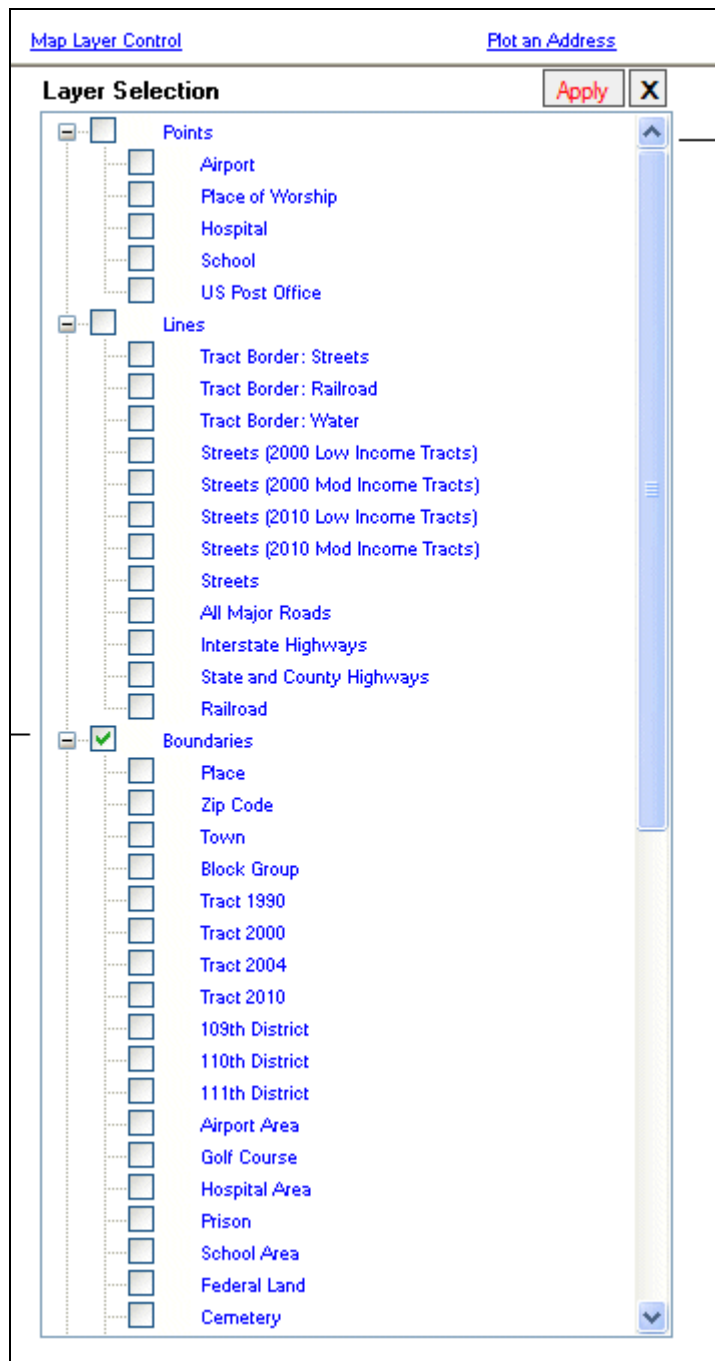 Map Layer Control Plot an Address
Layer Selection Apply X
Points
Airport
Place of Worship
Hospital
School
US Post Office
Lines
Tract Border: Streets
Tract Border: Railroad
Tract Border: Water
Streets (2000 Low Income Tracts)
Streets (2000 Mod Income Tracts)
Streets (2010 Low Income Tracts)
Streets (2010 Mod Income Tracts)
Streets
All Major Roads
Interstate Highways
State and County Highways
Railroad
Boundaries
Place
Zip Code
Town
Block Group
Tract 1990
Tract 2000
Tract 2004
Tract 2010
109th District
110th District
111th District
Airport Area
Golf Course
Hospital Area
Prison
School Area
Federal Land
Cemetery